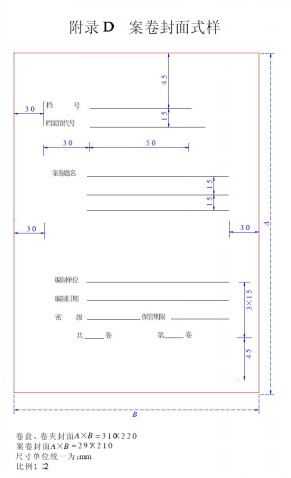 附录D 案卷封面式样
45
30
档 号
15
档案馆代号
30 50
案卷题名
15
15
30 30
A
编制单位
编制日期
3×15
密 级 保管期限
共 卷 第 卷
45
B
卷盒、卷夹封面A×B=310×220
案卷封面A×B=297×210
尺寸单位统一为:mm
比例1:2